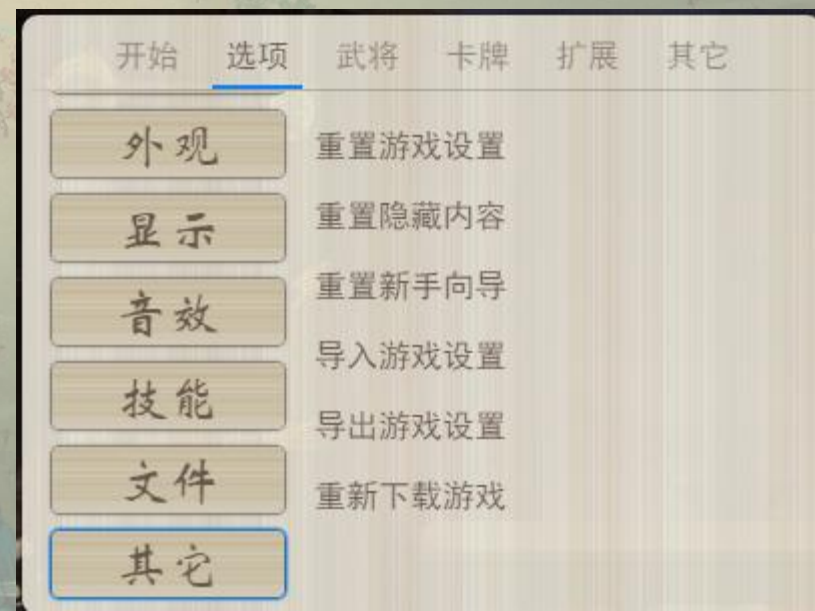 开始 选项 武将 卡牌 扩展 其它
外观
显示
音效
技能
文件
其它
重置游戏设置
重置隐藏内容
重置新手向导
导入游戏设置
导出游戏设置
重新下载游戏